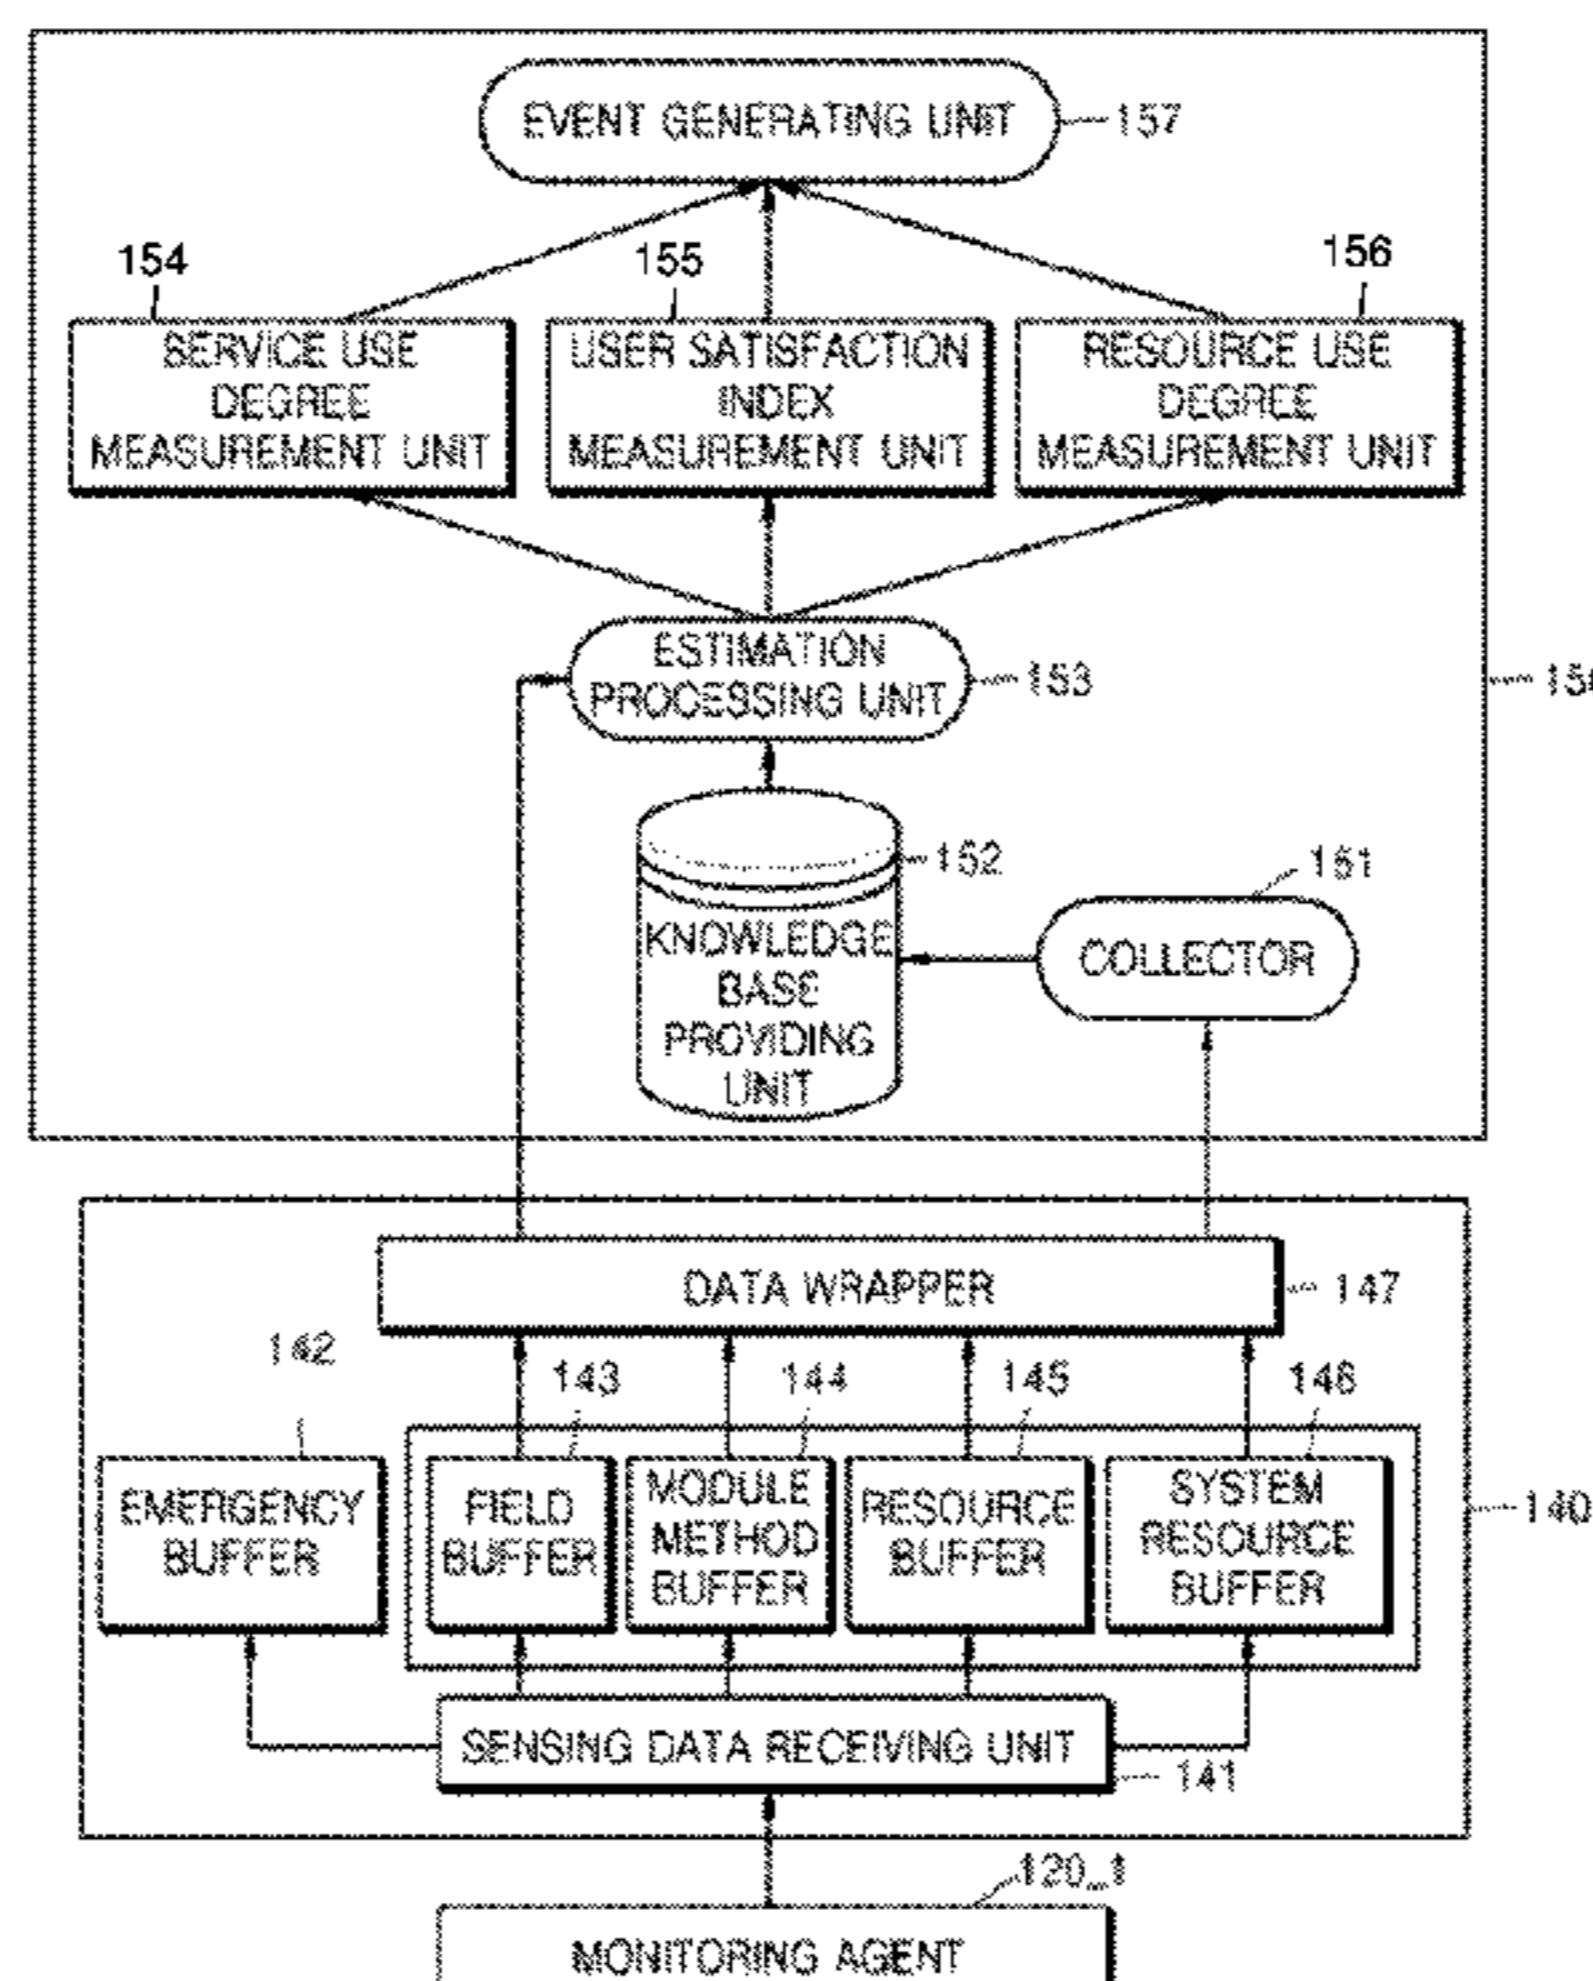 EVENT GENERATING UNIT
157
154
155
156
SERVICE USE
DEGREE
MEASUREMENT UNIT
USER SATISFACTION
INDEX
MEASUREMENT UNIT
RESOURCE USE
DEGREE
MEASUREMENT UNIT
ESTIMATION
PROCESSING UNIT
153
152
151
KNOWLEDGE
BASE
PROVIDING
UNIT
COLLECTOR
DATA WRAPPER
147
142
143
144
145
146
EMERGENCY
BUFFER
FIELD
BUFFER
MODULE
METHOD
BUFFER
RESOURCE
BUFFER
SYSTEM
RESOURCE
BUFFER
140
SENSING DATA RECEIVING UNIT
141
120_1
MONITORING AGENT